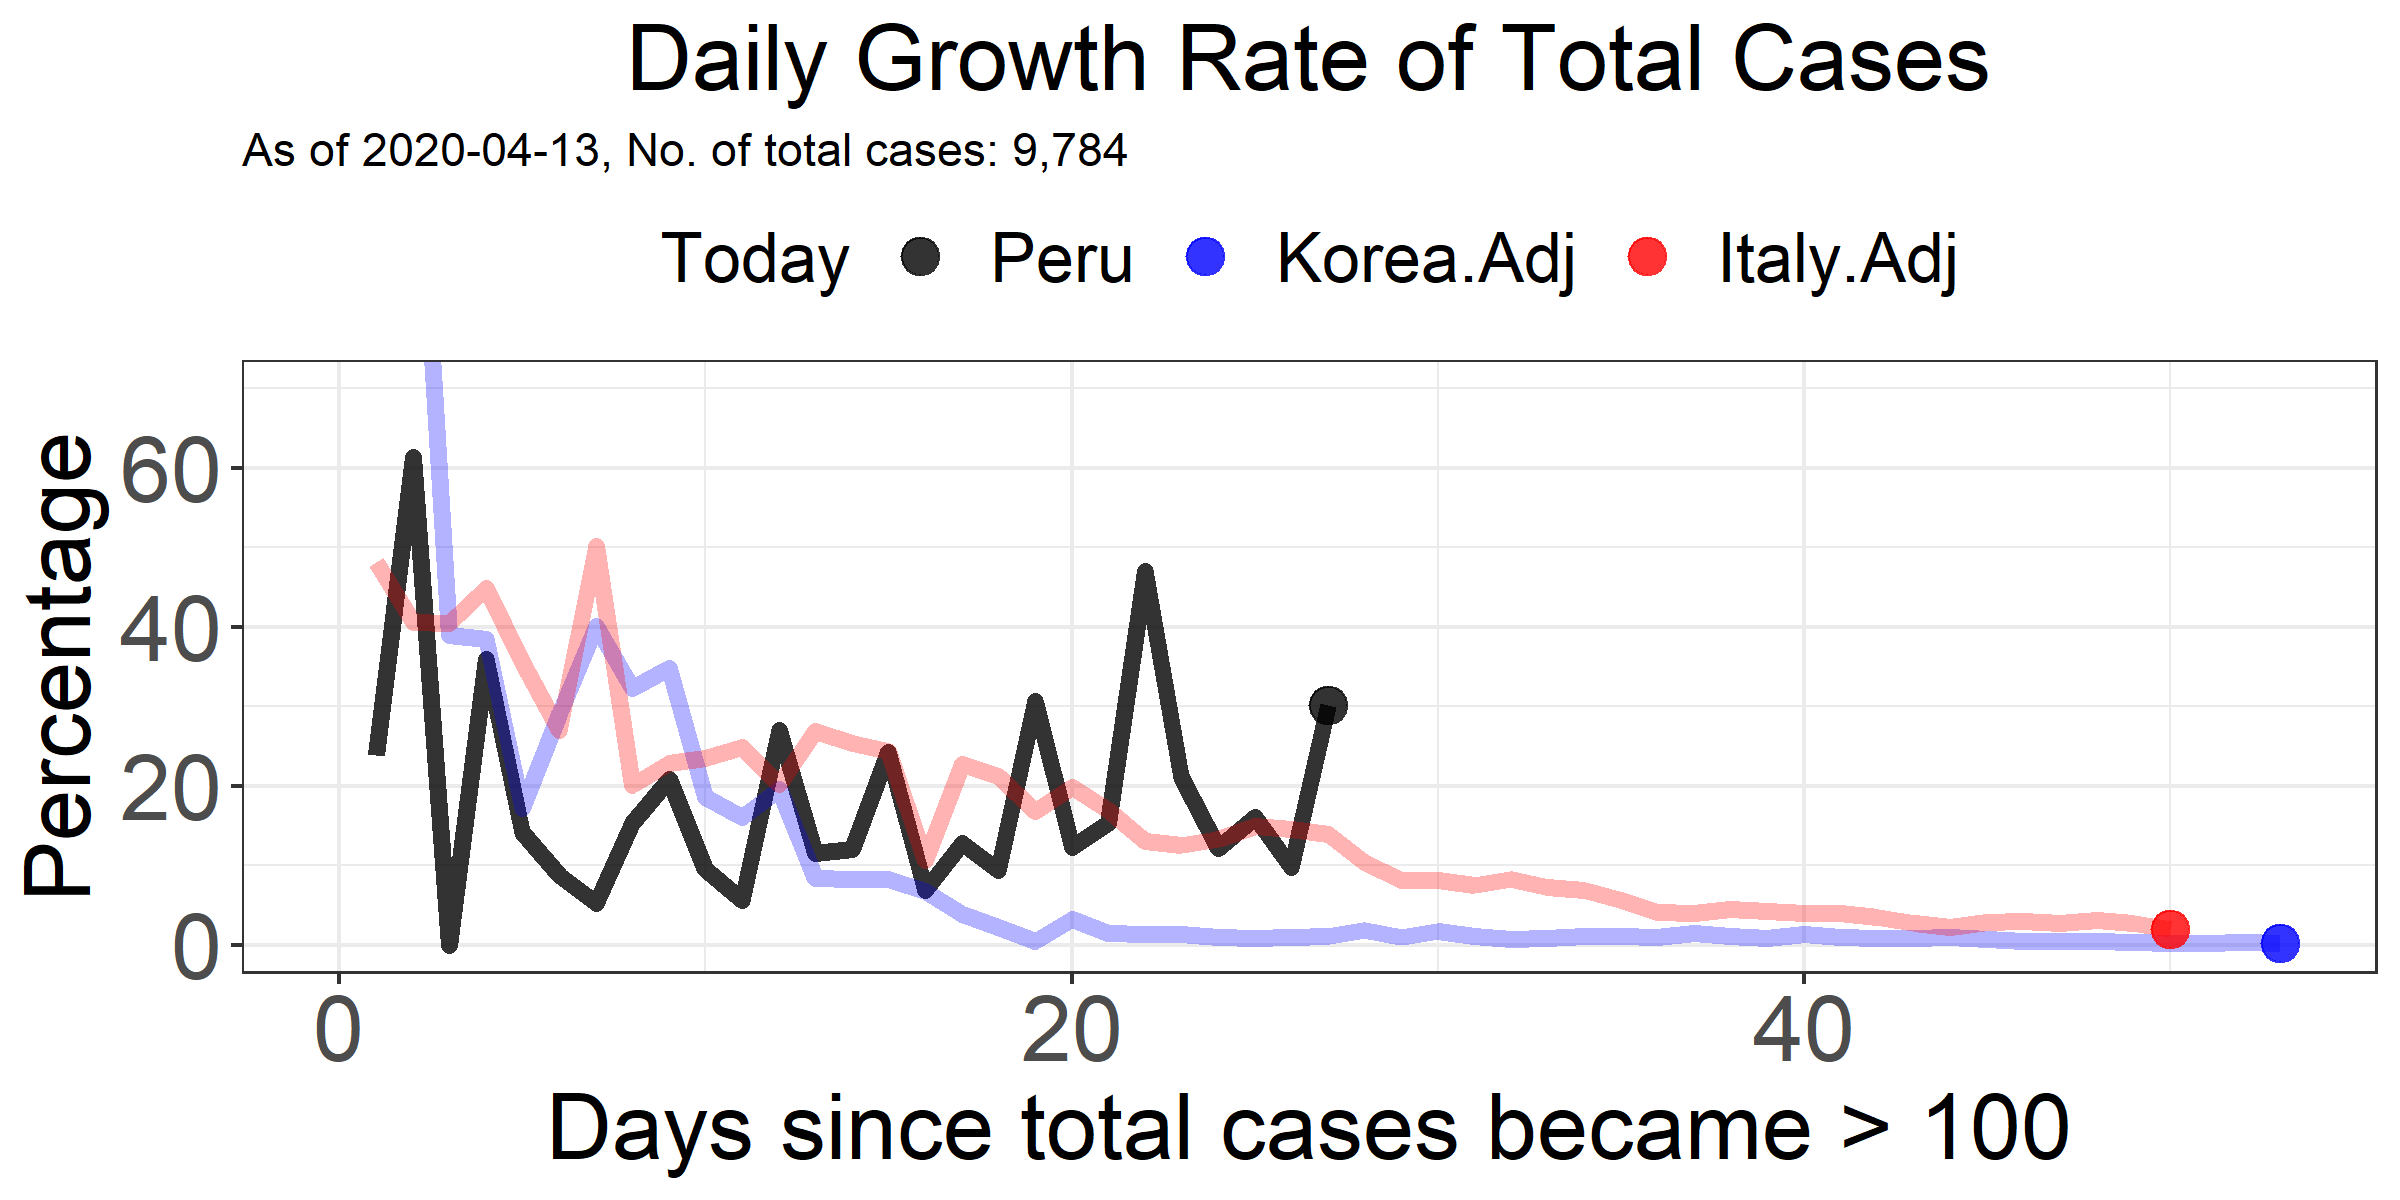 Daily Growth Rate of Total Cases
As of 2020-04-13, No. of total cases: 9,784
Today Peru Korea.Adj Italy.Adj
Percentage
60
40
20
0
0 20 40
Days since total cases became > 100